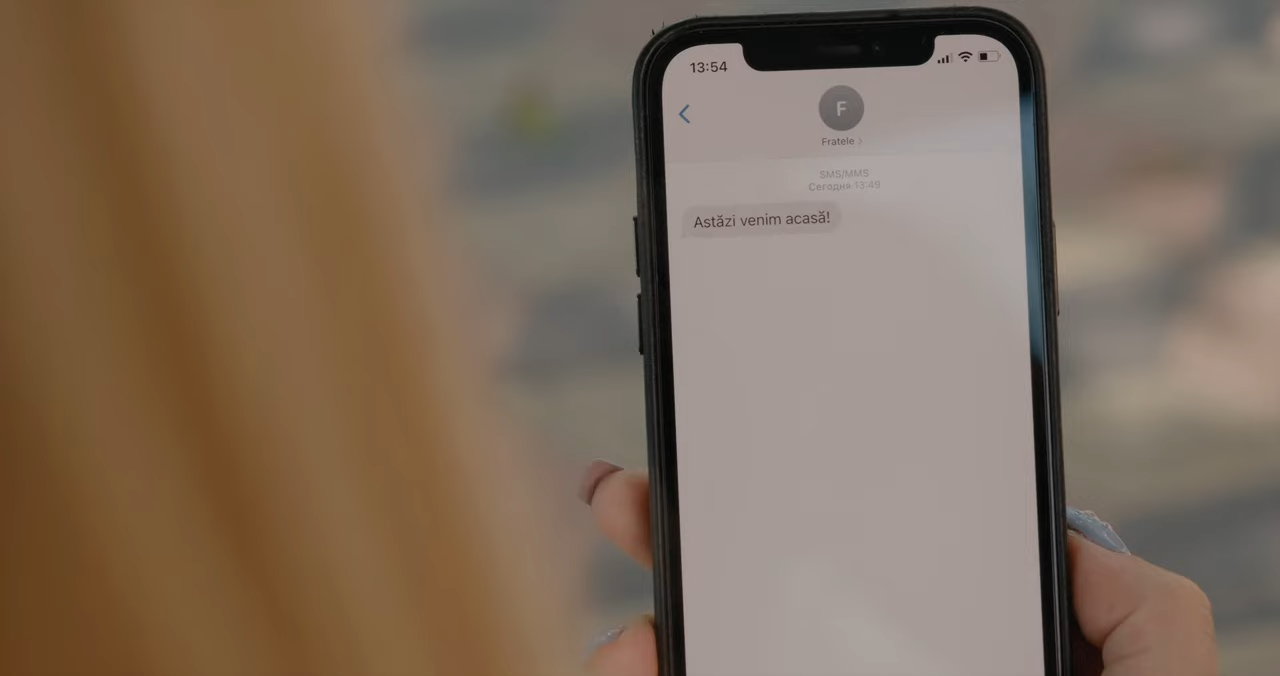 13:54
F
Fratele >
SMS/MMS
Сегодня 13:49
Astăzi venim acasă!